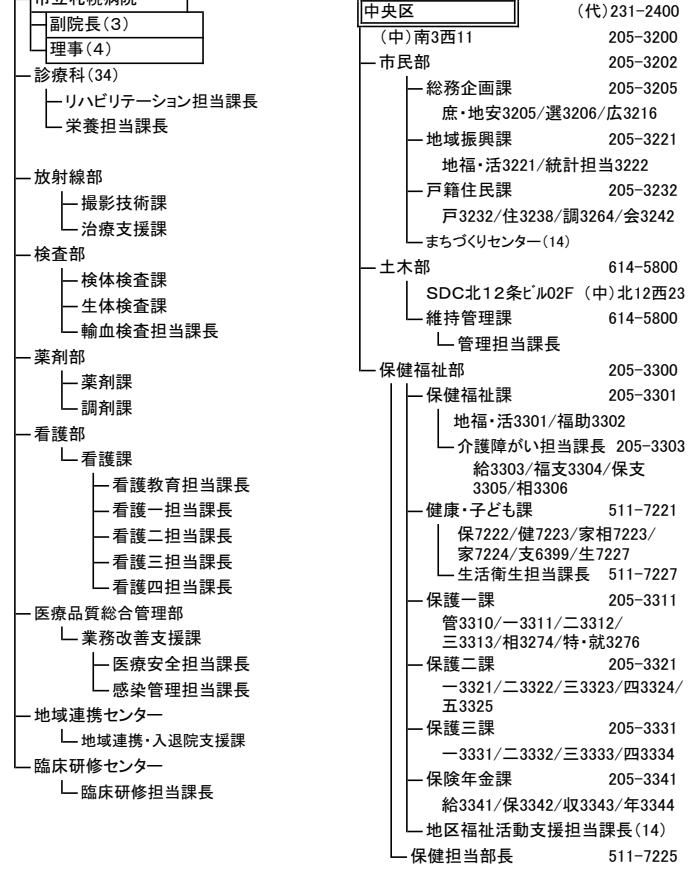 市立札幌病院
副院長(3)
理事(4)
診療科(34)
リハビリテーション担当課長
栄養担当課長
放射線部
撮影技術課
治療支援課
検査部
検体検査課
生体検査課
輸血検査担当課長
薬剤部
薬剤課
調剤課
看護部
看護課
看護教育担当課長
看護一担当課長
看護二担当課長
看護三担当課長
看護四担当課長
医療品質総合管理部
業務改善支援課
医療安全担当課長
感染管理担当課長
地域連携センター
地域連携・入退院支援課
臨床研修センター
臨床研修担当課長
中央区 (代)231-2400
(中)南3西11 205-3200
市民部 205-3202
総務企画課 205-3205
庶・地安3205/選3206/広3216
地域振興課 205-3221
地福・活3221/統計担当3222
戸籍住民課 205-3232
戸3232/住3238/調3264/会3242
まちづくりセンター(14)
土木部 614-5800
SDC北12条ビル02F (中)北12西23
維持管理課 614-5800
管理担当課長
保健福祉部 205-3300
保健福祉課 205-3301
地福・活3301/福助3302
介護障がい担当課長 205-3303
給3303/福支3304/保支
3305/相3306
健康・子ども課 511-7221
保7222/健7223/家相7223/
家7224/支6399/生7227
生活衛生担当課長 511-7227
保護一課 205-3311
管3310/一3311/二3312/
三3313/相3274/特・就3276
保護二課 205-3321
一3321/二3322/三3323/四3324/
五3325
保護三課 205-3331
一3331/二3332/三3333/四3334
保険年金課 205-3341
給3341/保3342/収3343/年3344
地区福祉活動支援担当課長(14)
保健担当部長 511-7225